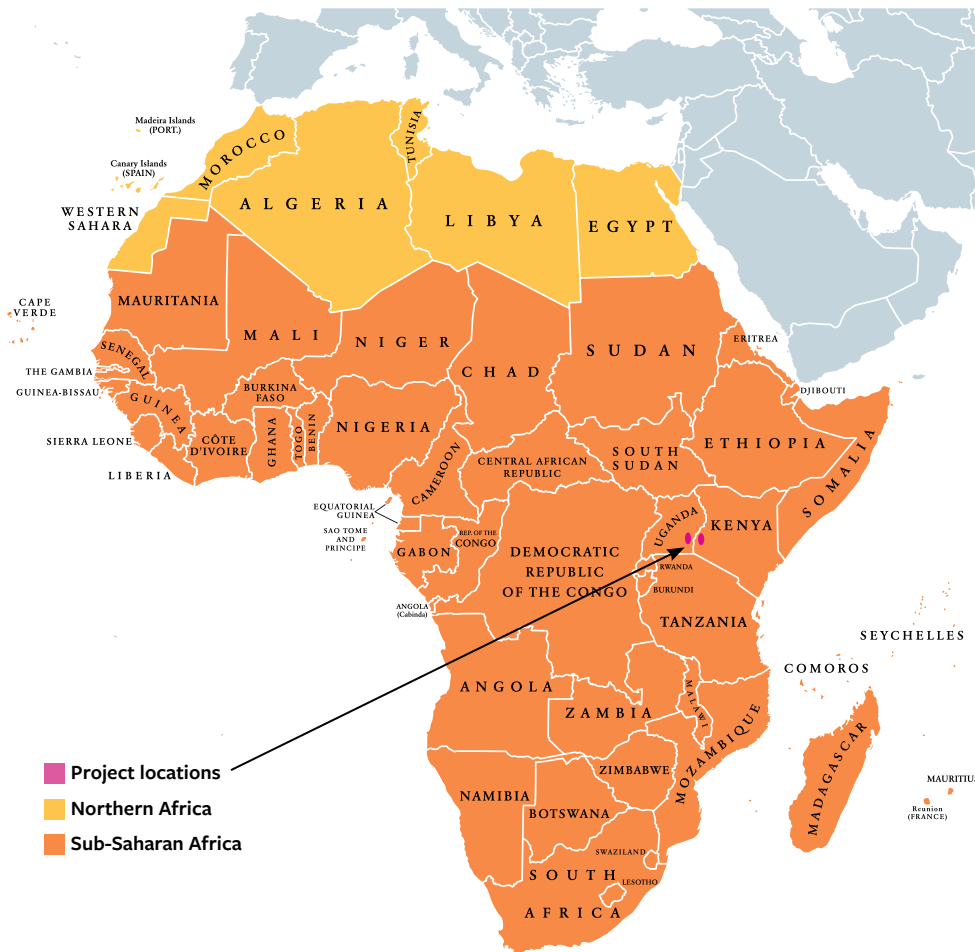 Madeira Islands
(PORT.)
Canary Islands
(SPAIN)
MOROCCO
TUNISIA
ALGERIA
LIBYA
EGYPT
WESTERN
SAHARA
CAPE
VERDE
MAURITANIA
MALI
NIGER
CHAD
SUDAN
ERITREA
DJIBOUTI
SENEGAL
THE GAMBIA
GUINEA-BISSAU
GUINEA
SIERRA LEONE
LIBERIA
CÔTE
D'IVOIRE
BURKINA
FASO
GHANA
TOGO
BENIN
NIGERIA
CAMEROON
CENTRAL AFRICAN
REPUBLIC
SOUTH
SUDAN
ETHIOPIA
SOMALIA
EQUATORIAL
GUINEA
SAO TOME
AND
PRINCIPE
GABON
REP. OF THE
CONGO
DEMOCRATIC
REPUBLIC
OF THE CONGO
UGANDA
KENYA
RWANDA
BURUNDI
TANZANIA
ANGOLA
(Cabinda)
SEYCHELLES
COMOROS
ANGOLA
ZAMBIA
MALAWI
MOZAMBIQUE
MADAGASCAR
MAURITIU
Reunion
(FRANCE)
ZIMBABWE
NAMIBIA
BOTSWANA
SWAZILAND
LESOTHO
SOUTH
AFRICA
Project locations
Northern Africa
Sub-Saharan Africa